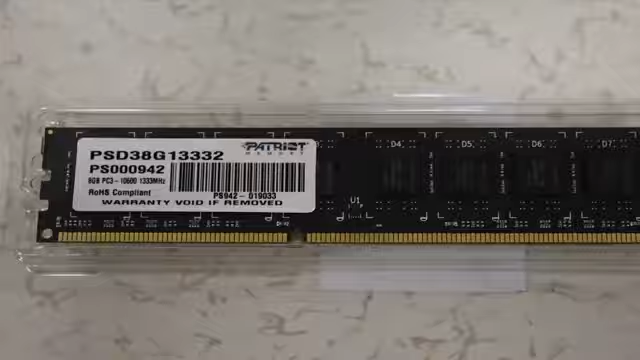 PSD38G13332
PATRIOT
MEMORY
PS000942
8GB PC3-10600 1333MHz
RoHS Compliant
PS942-019033
WARRANTY VOID IF REMOVED
D4
D5
D6
D7
U1